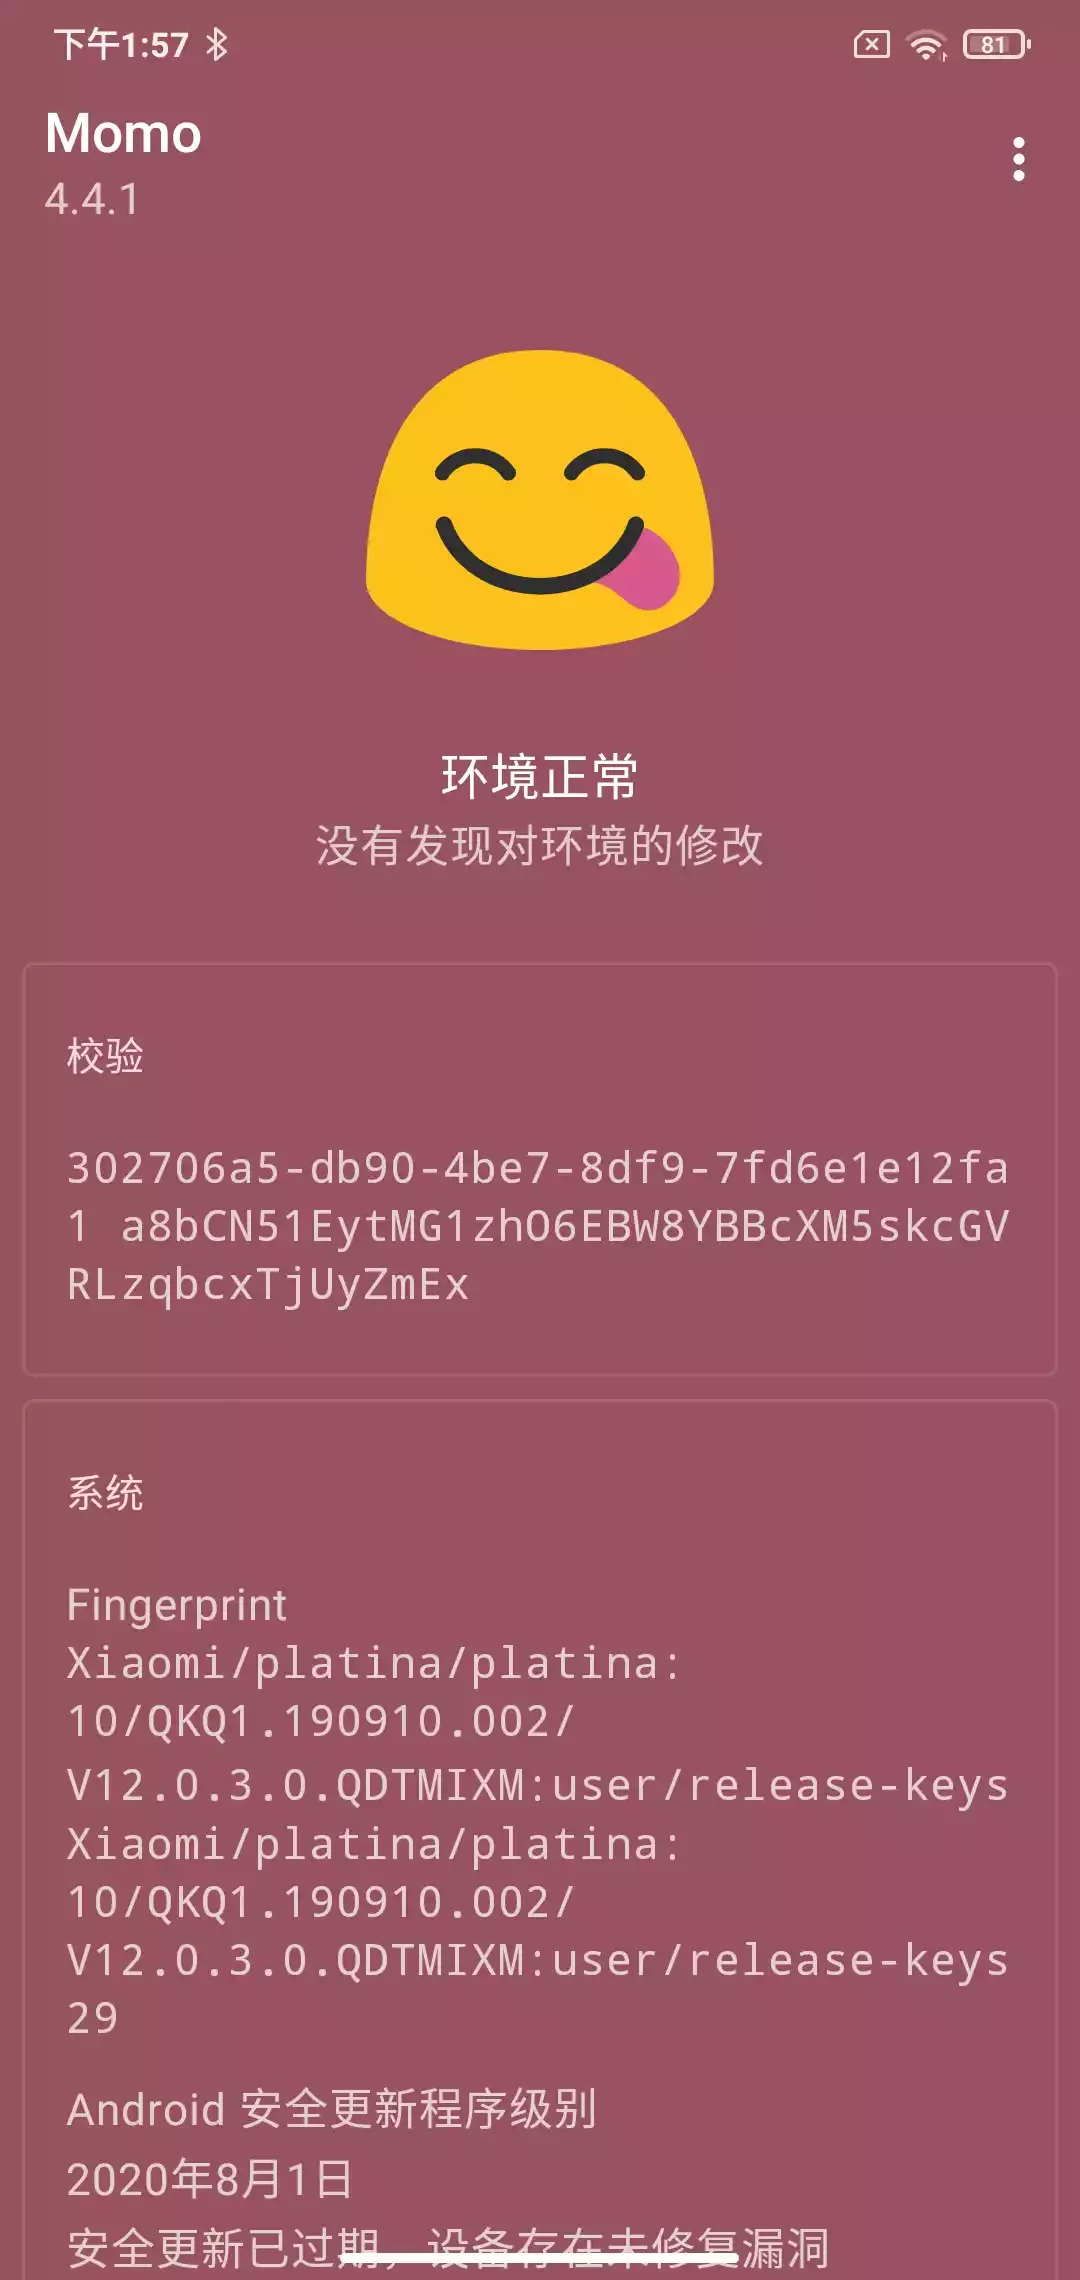 下午1:57
81
Momo
4.4.1
环境正常
没有发现对环境的修改
校验
302706a5-db90-4be7-8df9-7fd6e1e12fa
1 a8bCN51EytMG1zhO6EBW8YBBcXM5skcGV
RLzqbcxTjUyZmEx
系统
Fingerprint
Xiaomi/platina/platina:
10/QKQ1.190910.002/
V12.0.3.0.QDTMIXM:user/release-keys
Xiaomi/platina/platina:
10/QKQ1.190910.002/
V12.0.3.0.QDTMIXM:user/release-keys
29
Android 安全更新程序级别
2020年8月1日
安全更新已过期，设备存在未修复漏洞